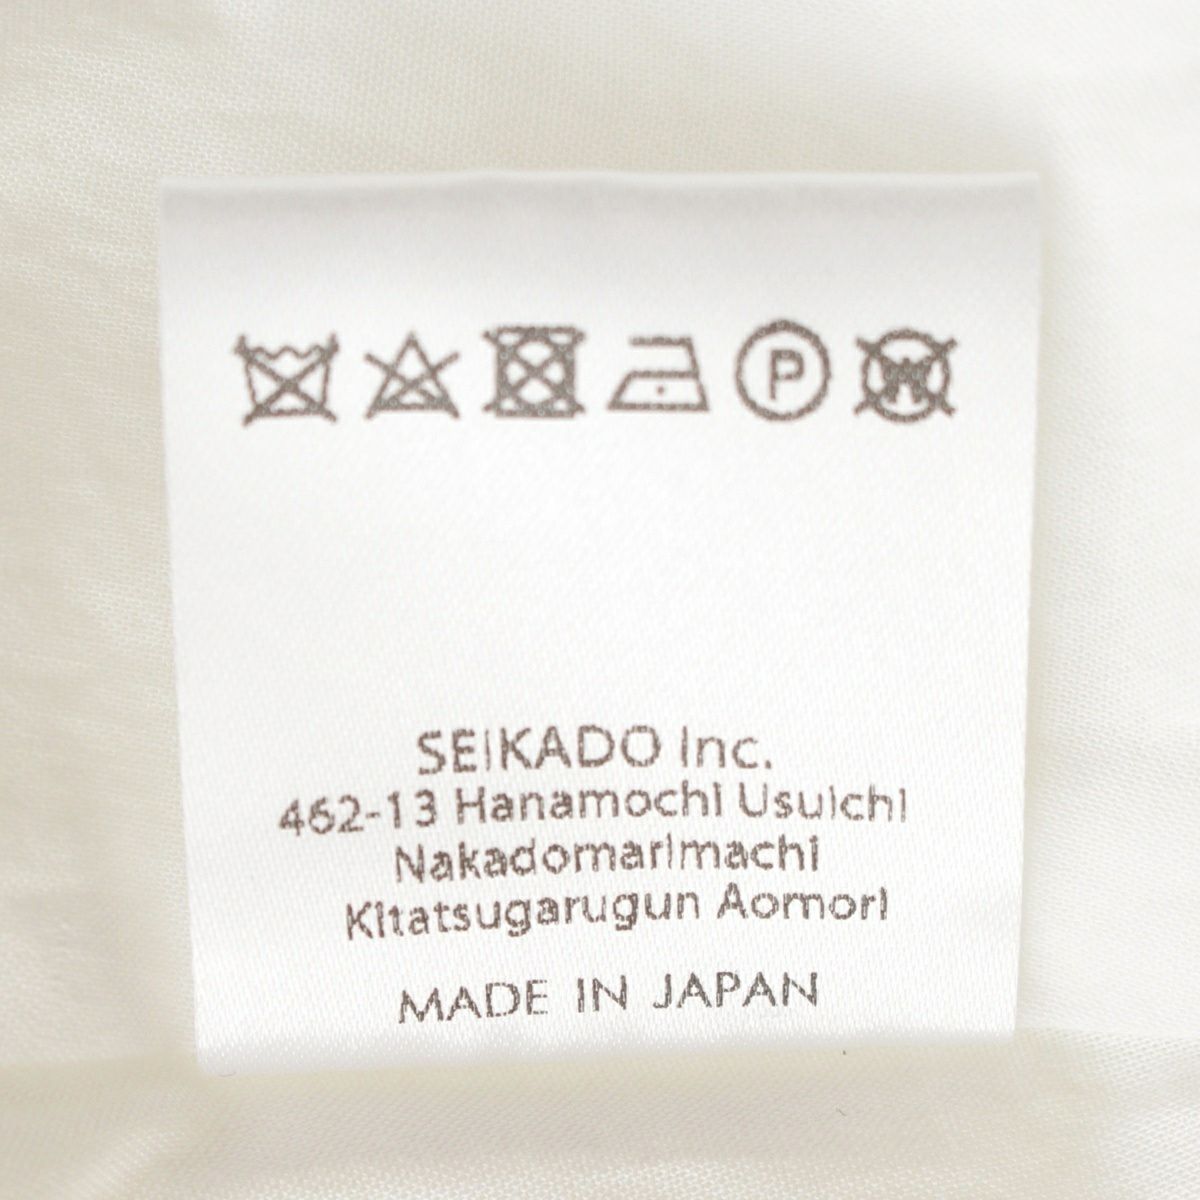 P
W
SEIKADO Inc.
462-13 Hanamochi Usuichi
Nakadomarimachi
Kitatsugarugun Aomori
MADE IN JAPAN